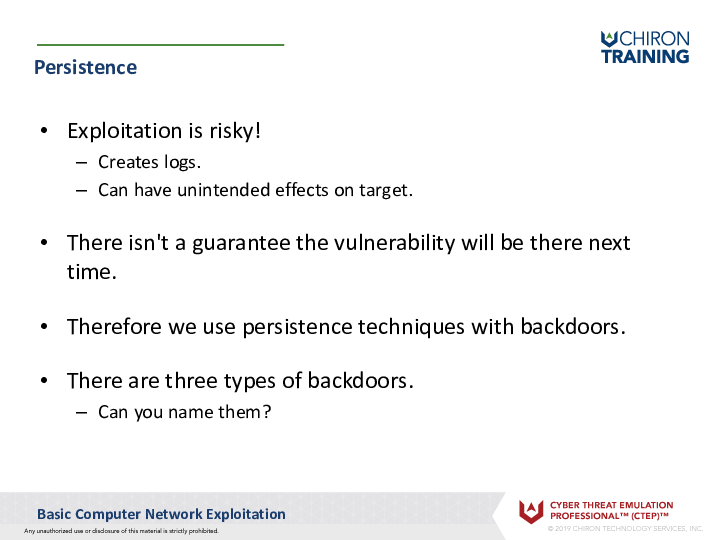 CHIRON
TRAINING
Persistence
• Exploitation is risky!
– Creates logs.
– Can have unintended effects on target.
• There isn't a guarantee the vulnerability will be there next
time.
• Therefore we use persistence techniques with backdoors.
• There are three types of backdoors.
– Can you name them?
Basic Computer Network Exploitation
Any unauthorized use or disclosure of this material is strictly prohibited.
CYBER THREAT EMULATION
PROFESSIONAL™ (CTEP)™
© 2019 CHIRON TECHNOLOGY SERVICES, INC.